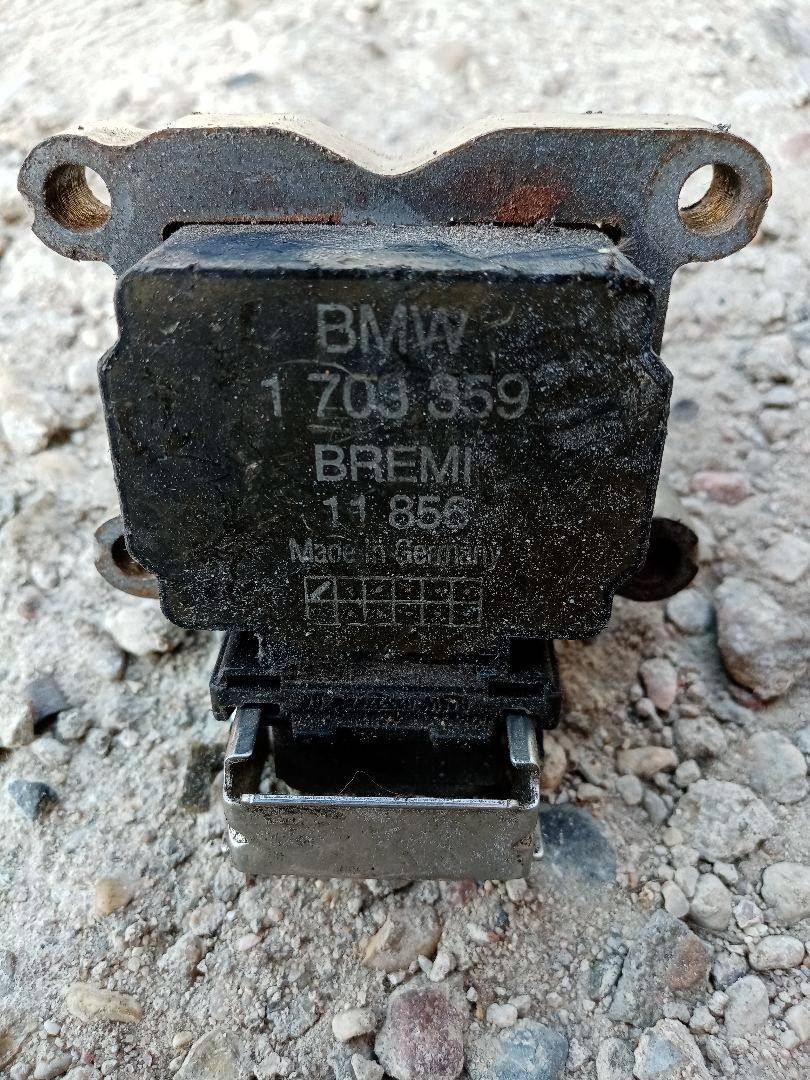 BMW
1 703 359
BREMI
11 856
Made in Germany